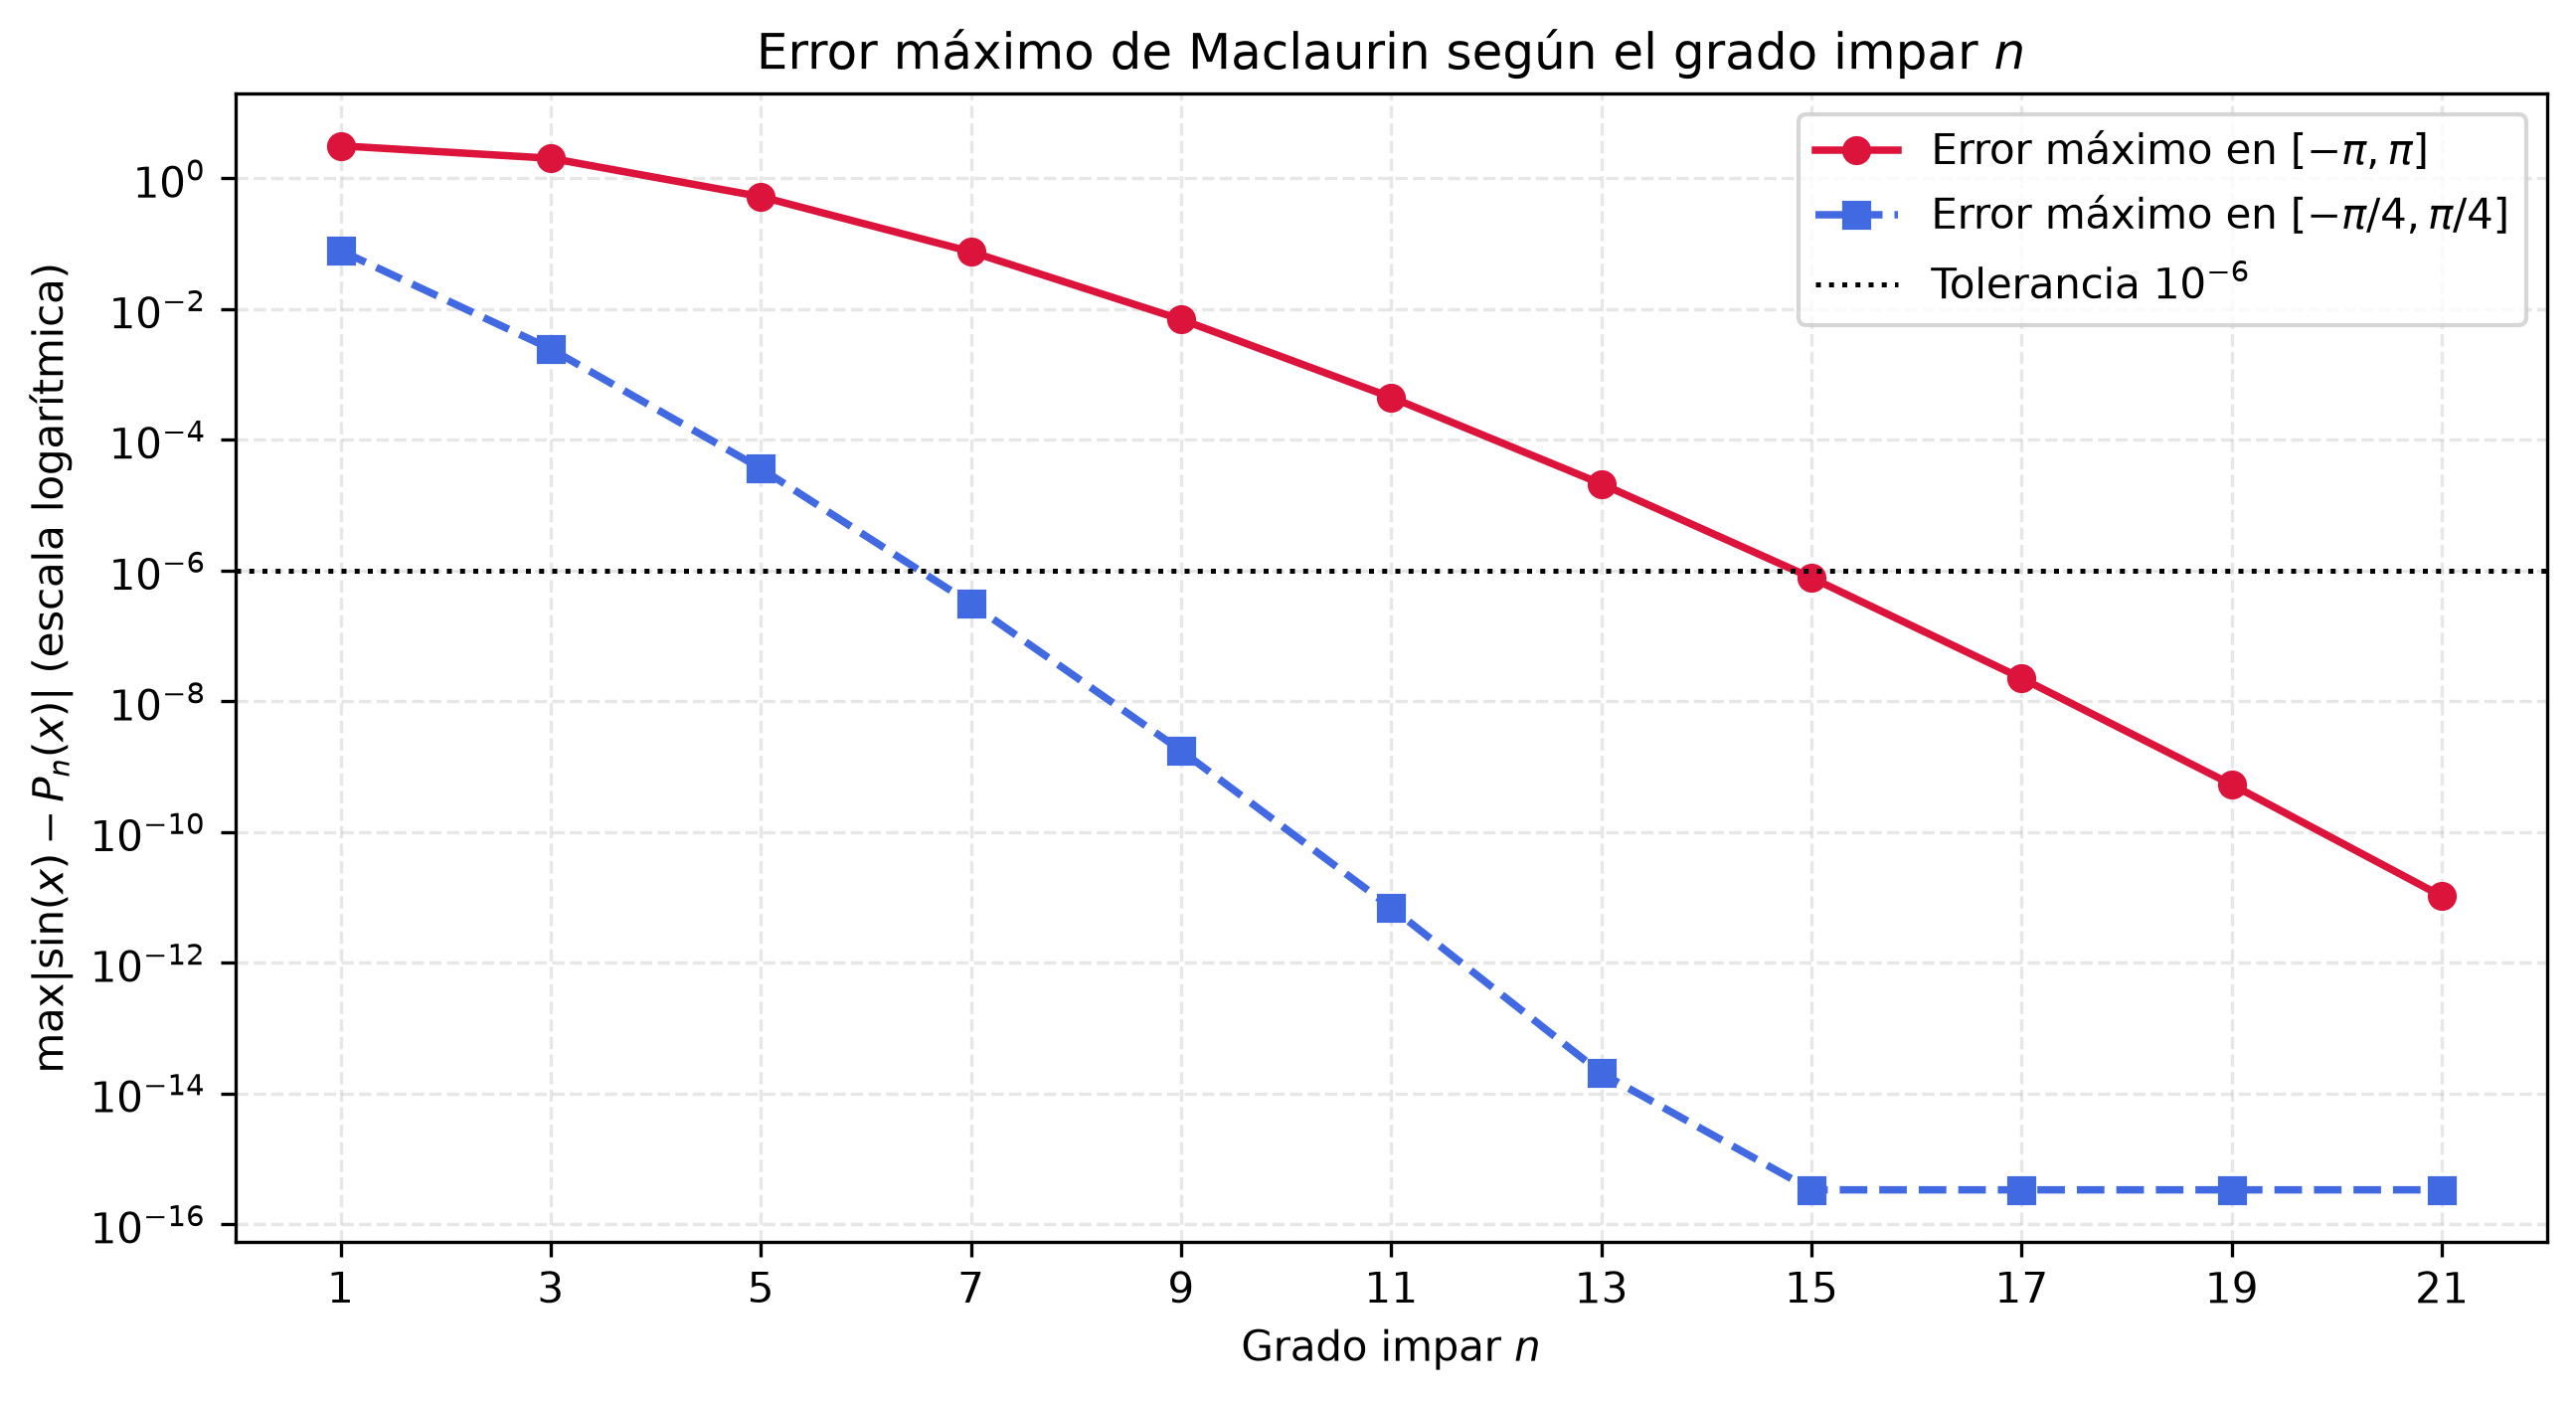 Error máximo de Maclaurin según el grado impar n
max|sin(x) − Pₙ(x)| (escala logarítmica)
10⁰
10⁻²
10⁻⁴
10⁻⁶
10⁻⁸
10⁻¹⁰
10⁻¹²
10⁻¹⁴
10⁻¹⁶
Error máximo en [−π, π]
Error máximo en [−π/4, π/4]
Tolerancia 10⁻⁶
1 3 5 7 9 11 13 15 17 19 21
Grado impar n